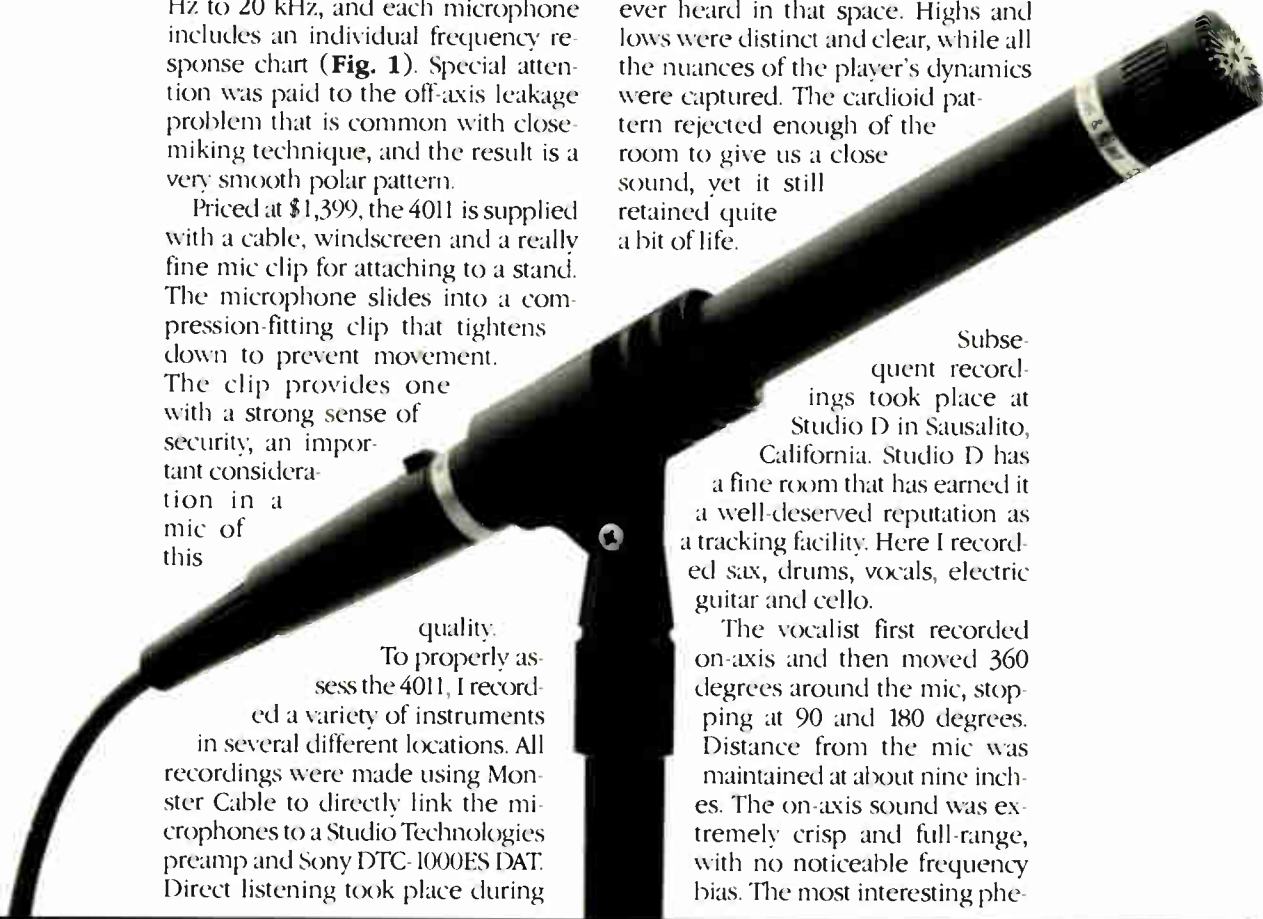 Hz to 20 kHz, and each microphone
includes an individual frequency re-
sponse chart (Fig. 1). Special atten-
tion was paid to the off-axis leakage
problem that is common with close-
miking technique, and the result is a
very smooth polar pattern.
Priced at $1,399, the 4011 is supplied
with a cable, windscreen and a really
fine mic clip for attaching to a stand.
The microphone slides into a com-
pression-fitting clip that tightens
down to prevent movement.
The clip provides one
with a strong sense of
security, an impor-
tant considera-
tion in a
mic of
this
quality.
To properly as-
sess the 4011, I record-
ed a variety of instruments
in several different locations. All
recordings were made using Mon-
ster Cable to directly link the mi-
crophones to a Studio Technologies
preamp and Sony DTC-1000ES DAT.
Direct listening took place during
ever heard in that space. Highs and
lows were distinct and clear, while all
the nuances of the player's dynamics
were captured. The cardioid pat-
tern rejected enough of the
room to give us a close
sound, yet it still
retained quite
a bit of life.
Subse-
quent record-
ings took place at
Studio D in Sausalito,
California. Studio D has
a fine room that has earned it
a well-deserved reputation as
a tracking facility. Here I record-
ed sax, drums, vocals, electric
guitar and cello.
The vocalist first recorded
on-axis and then moved 360
degrees around the mic, stop-
ping at 90 and 180 degrees.
Distance from the mic was
maintained at about nine inch-
es. The on-axis sound was ex-
tremely crisp and full-range,
with no noticeable frequency
bias. The most interesting phe-